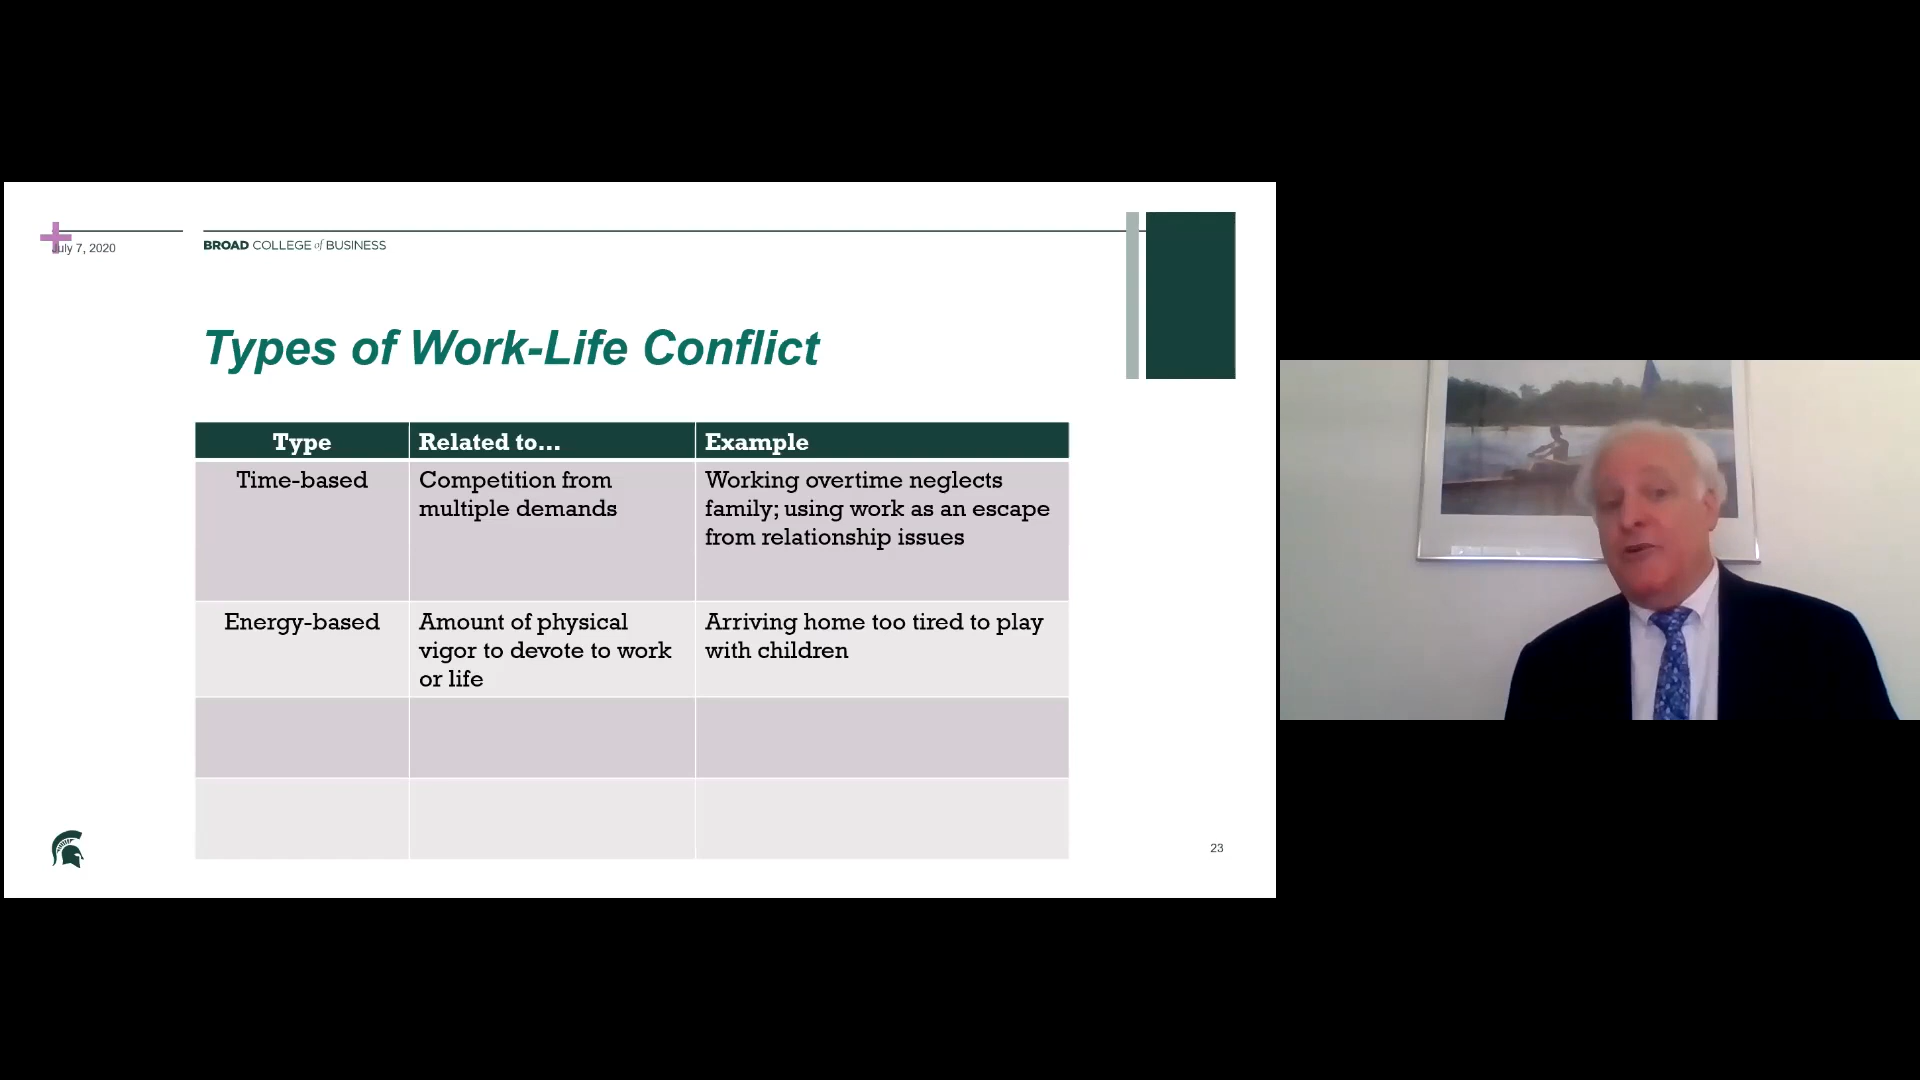 July 7, 2020
BROAD COLLEGE of BUSINESS
Types of Work-Life Conflict
Type
Related to...
Example
Time-based
Competition from
multiple demands
Working overtime neglects
family; using work as an escape
from relationship issues
Energy-based
Amount of physical
vigor to devote to work
or life
Arriving home too tired to play
with children
23